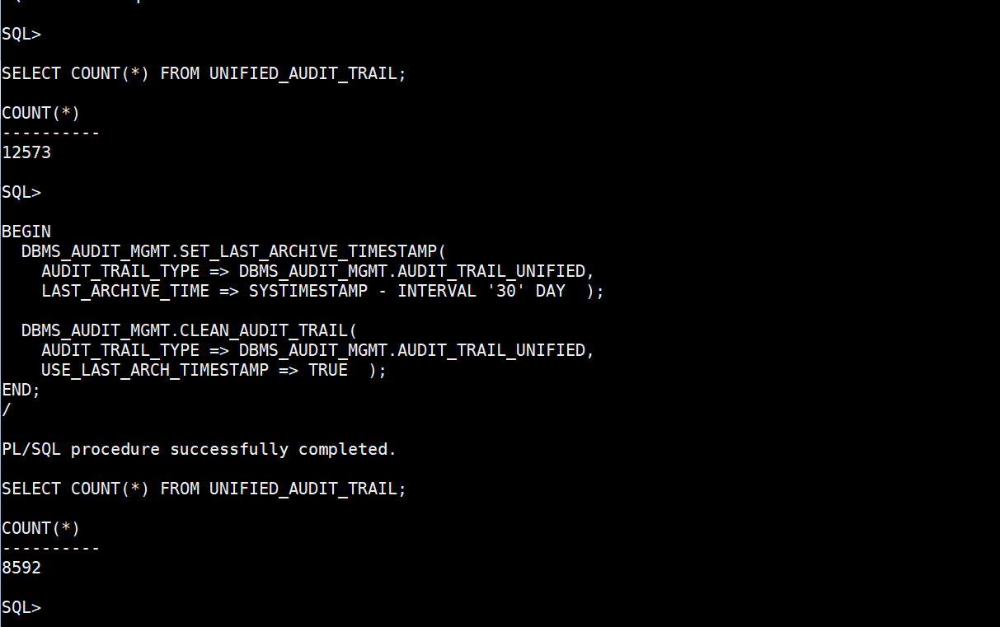 SQL>
SELECT COUNT(*) FROM UNIFIED_AUDIT_TRAIL;
COUNT(*)
----------
12573
SQL>
BEGIN
  DBMS_AUDIT_MGMT.SET_LAST_ARCHIVE_TIMESTAMP(
    AUDIT_TRAIL_TYPE => DBMS_AUDIT_MGMT.AUDIT_TRAIL_UNIFIED,
    LAST_ARCHIVE_TIME => SYSTIMESTAMP - INTERVAL '30' DAY  );
  DBMS_AUDIT_MGMT.CLEAN_AUDIT_TRAIL(
    AUDIT_TRAIL_TYPE => DBMS_AUDIT_MGMT.AUDIT_TRAIL_UNIFIED,
    USE_LAST_ARCH_TIMESTAMP => TRUE  );
END;
/
PL/SQL procedure successfully completed.
SELECT COUNT(*) FROM UNIFIED_AUDIT_TRAIL;
COUNT(*)
----------
8592
SQL>